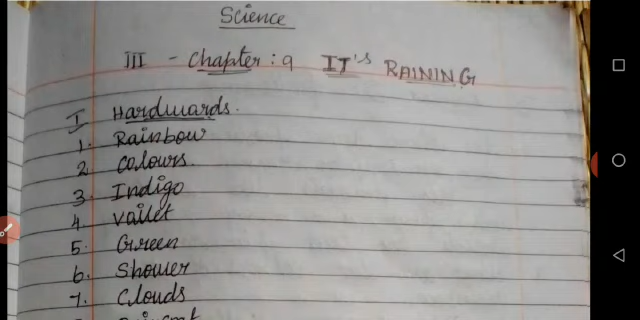 Science
III - Chapter : 9 IT's RAINING
I Hardwards.
1. Rainbow
2 colours.
3. Indigo
4. Vailet
5. Green
6. Shower
7. Clouds